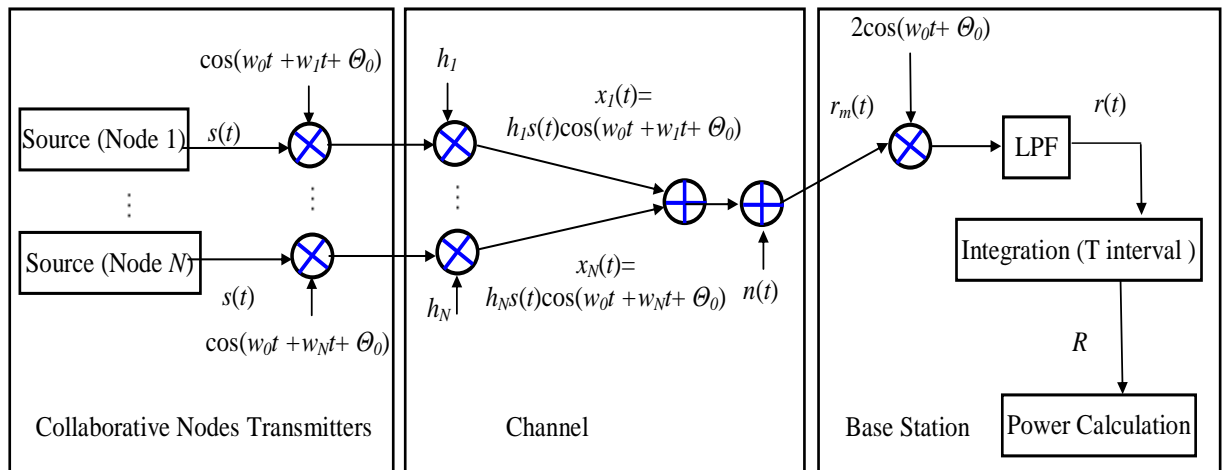 cos(w0t +w1t+ Θ0)
Source (Node 1)
s(t)
⋮
⋮
Source (Node N)
s(t)
cos(w0t +wNt+ Θ0)
Collaborative Nodes Transmitters
h1
x1(t)=
h1s(t)cos(w0t +w1t+ Θ0)
⋮
xN(t)=
hNs(t)cos(w0t +wNt+ Θ0)
hN
n(t)
Channel
2cos(w0t+ Θ0)
rm(t)
r(t)
LPF
Integration (T interval )
R
Power Calculation
Base Station